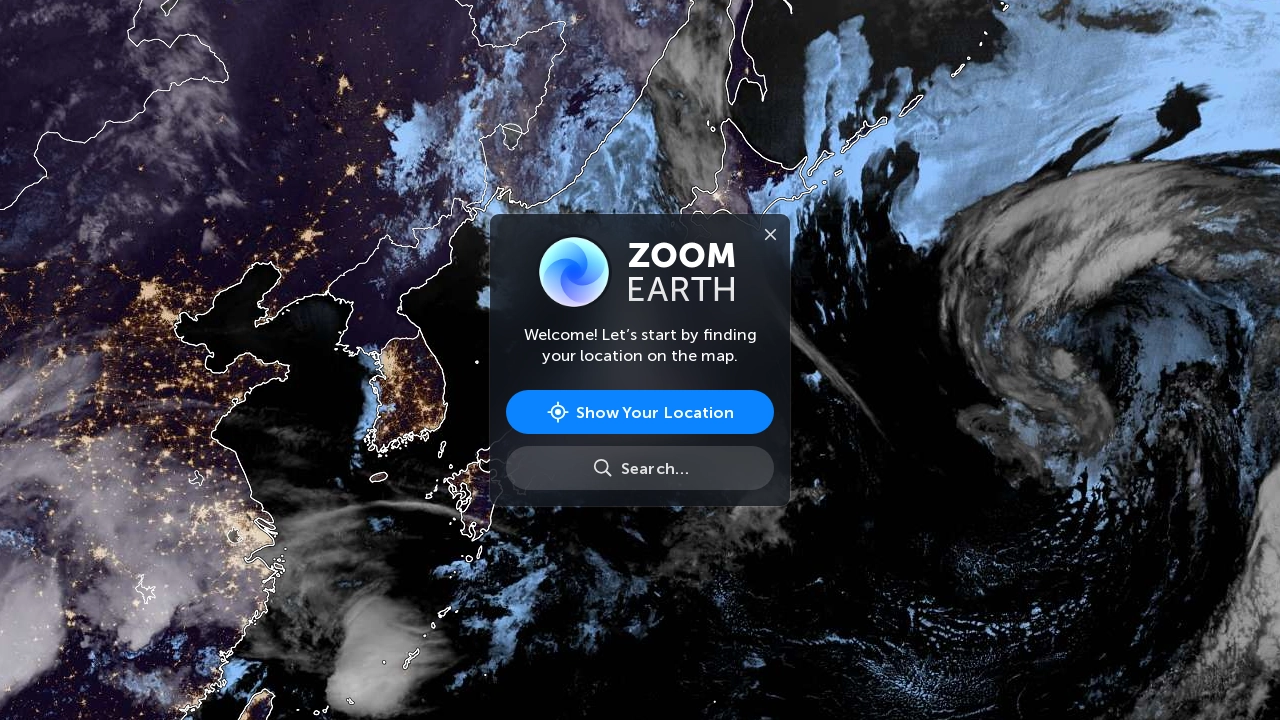 ZOOM
EARTH
Welcome! Let’s start by finding
your location on the map.
Show Your Location
Search...